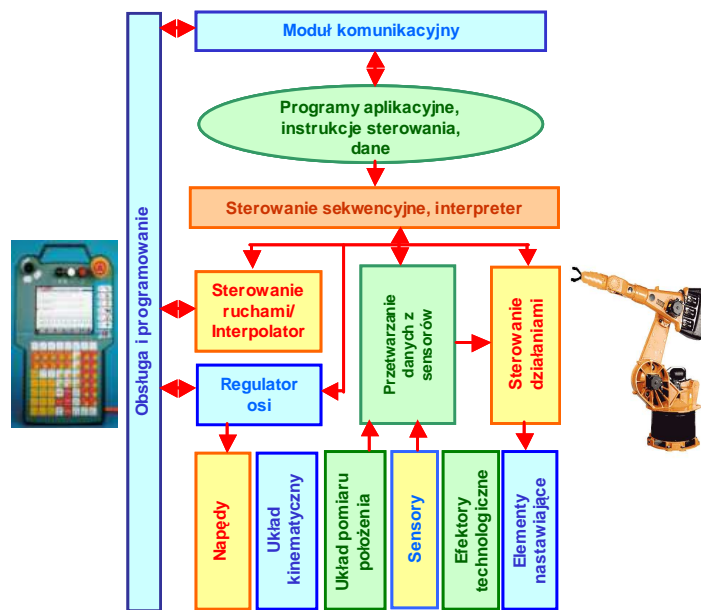 Moduł komunikacyjny
Programy aplikacyjne,
instrukcje sterowania,
dane
Sterowanie sekwencyjne, interpreter
Obsługa i programowanie
Sterowanie
ruchami/
Interpolator
Przetwarzanie
danych z
sensorów
Sterowanie
działaniami
Regulator
osi
Napędy
Układ
kinematyczny
Układ pomiaru
położenia
Sensory
Efektory
technologiczne
Elementy
nastawiające